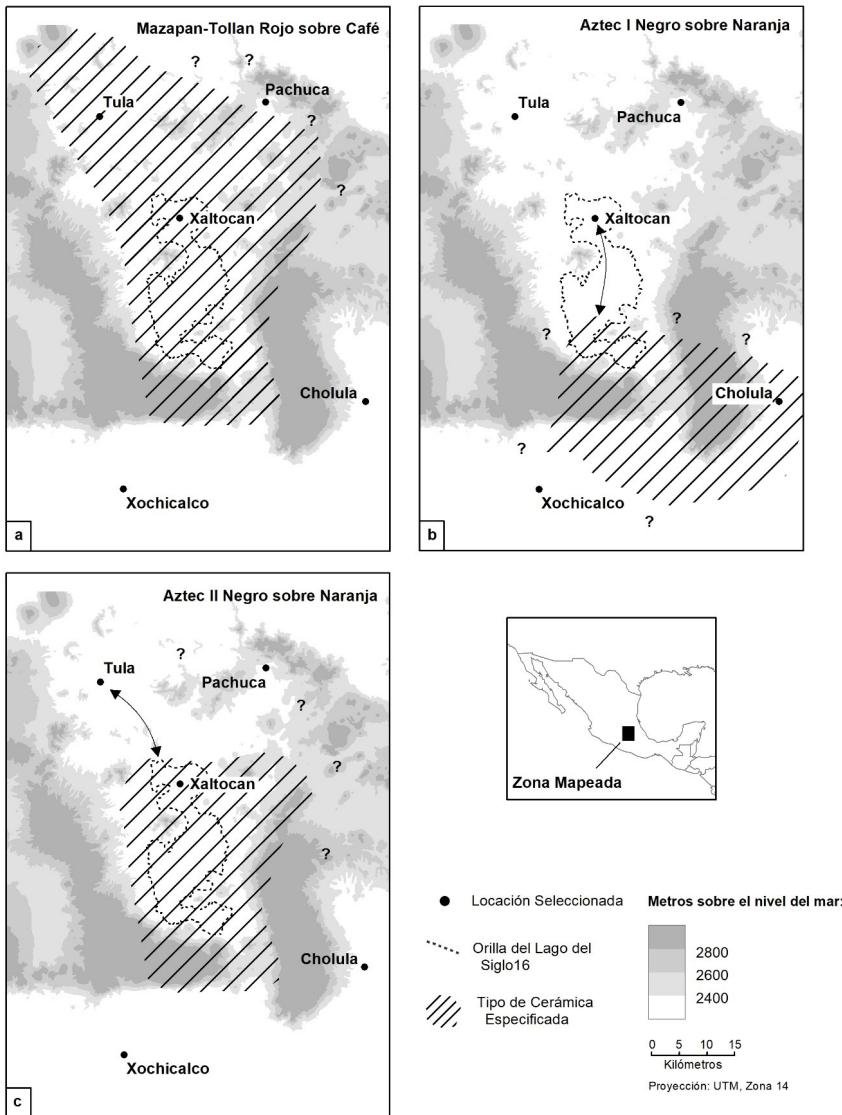 Mazapan-Tollan Rojo sobre Café
?
?
Pachuca
Tula
?
?
Xaltocan
Cholula
Xochicalco
a
Aztec I Negro sobre Naranja
Pachuca
Tula
Xaltocan
?
?
?
Cholula
?
Xochicalco
?
b
Aztec II Negro sobre Naranja
?
Tula
Pachuca
?
?
Xaltocan
?
Cholula
Xochicalco
c
Zona Mapeada
Locación Seleccionada
Orilla del Lago del
Siglo16
Tipo de Cerámica
Especificada
Metros sobre el nivel del mar:
2800
2600
2400
0 5 10 15
Kilómetros
Proyección: UTM, Zona 14